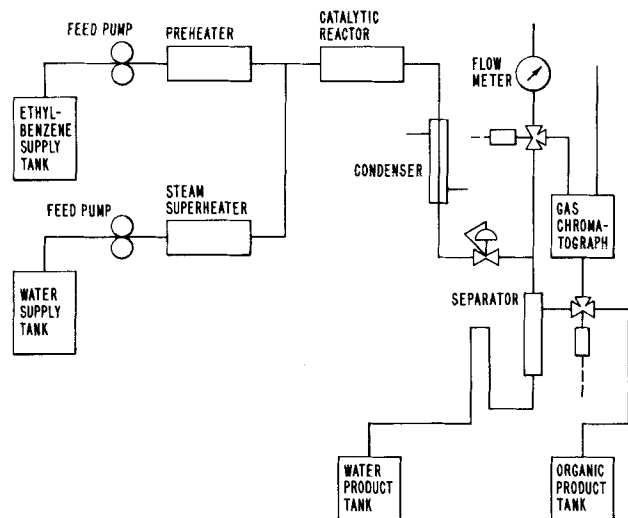 FEED PUMP
PREHEATER
CATALYTIC
REACTOR
FLOW
METER
ETHYL-
BENZENE
SUPPLY
TANK
CONDENSER
FEED PUMP
STEAM
SUPERHEATER
GAS
CHROMA-
TOGRAPH
WATER
SUPPLY
TANK
SEPARATOR
WATER
PRODUCT
TANK
ORGANIC
PRODUCT
TANK